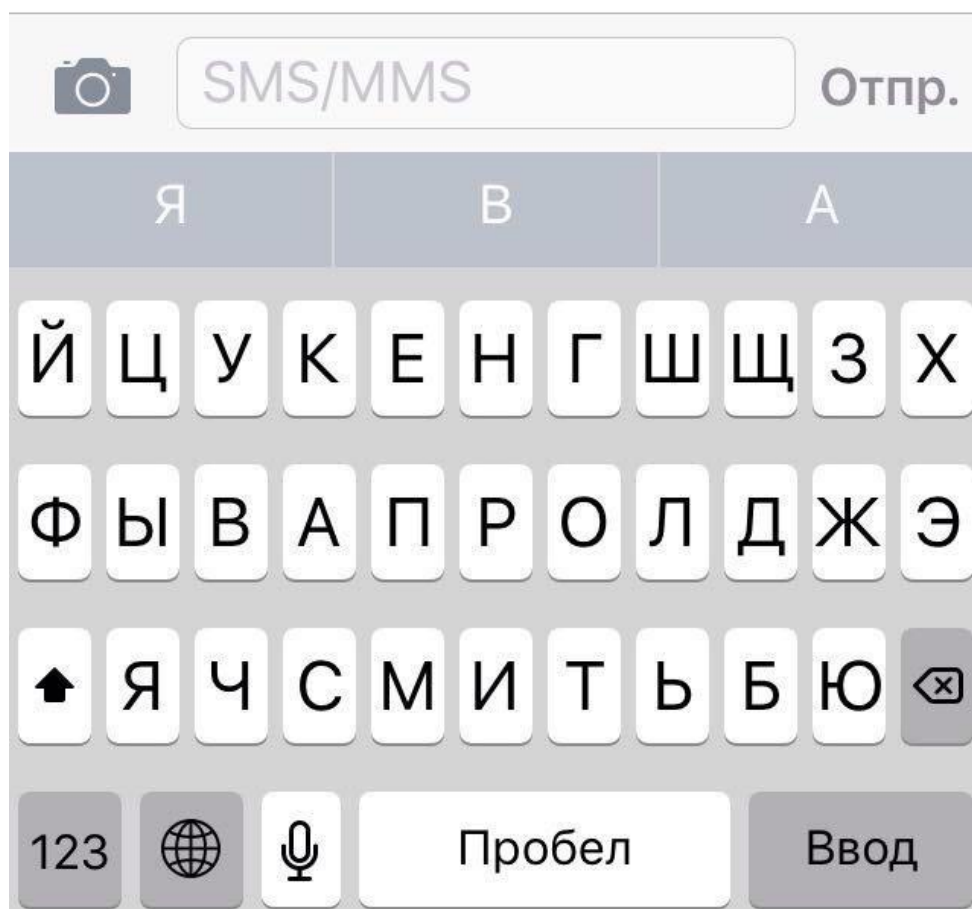 SMS/MMS Отпр.
Я В А
Й Ц У К Е Н Г Ш Щ З Х
Ф Ы В А П Р О Л Д Ж Э
Я Ч С М И Т Ь Б Ю
123 Пробел Ввод